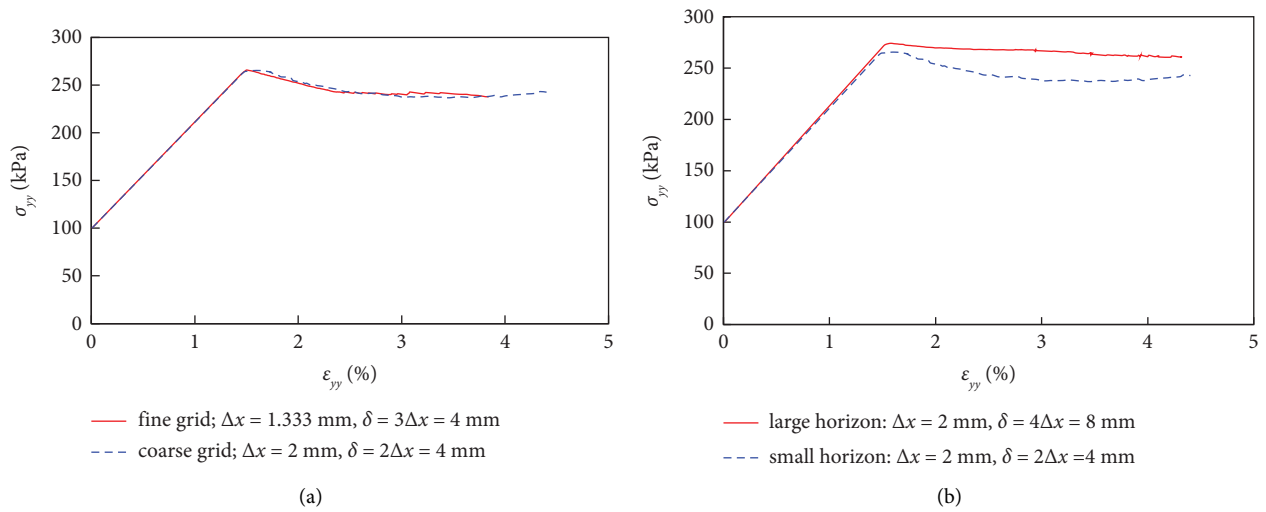 300
250
200
150
100
50
0
σyy (kPa)
0 1 2 3 4 5
εyy (%)
fine grid; Δx = 1.333 mm, δ = 3Δx = 4 mm
coarse grid; Δx = 2 mm, δ = 2Δx = 4 mm
(a)
300
250
200
150
100
50
0
σyy (kPa)
0 1 2 3 4 5
εyy (%)
large horizon: Δx = 2 mm, δ = 4Δx = 8 mm
small horizon: Δx = 2 mm, δ = 2Δx =4 mm
(b)